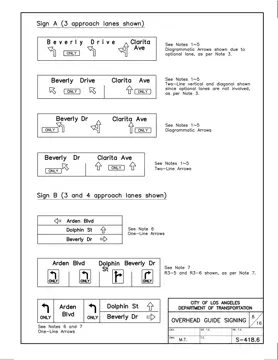 Sign A (3 approach lanes shown)
Beverly Drive Clarita
Ave
ONLY
See Notes 1-5
Diagrammatic Arrows shown due to
optional lane, as per Note 3.
Beverly Drive Clarita Ave
ONLY ONLY
See Notes 1-5
Two-Line vertical and diagonal shown
since optional lanes are not involved,
as per Note 3.
Beverly Dr Clarita Ave
ONLY ONLY
See Notes 1-5
Diagrammatic Arrows
Beverly Dr Clarita Ave
ONLY
See Notes 1-5
Two-Line Arrows
Sign B (3 and 4 approach lanes shown)
Arden Blvd
Dolphin St
Beverly Dr
See Note 6
One-Line Arrows
Arden Blvd Dolphin Beverly Dr
St
ONLY ONLY
See Note 7
R3-5 and R3-6 shown, as per Note 7.
ONLY Arden
Blvd ONLY Dolphin St
Beverly Dr
See Notes 6 and 7
One-Line Arrows
CITY OF LOS ANGELES
DEPARTMENT OF TRANSPORTATION
OVERHEAD GUIDE SIGNING
16
M.T.
S-418.6